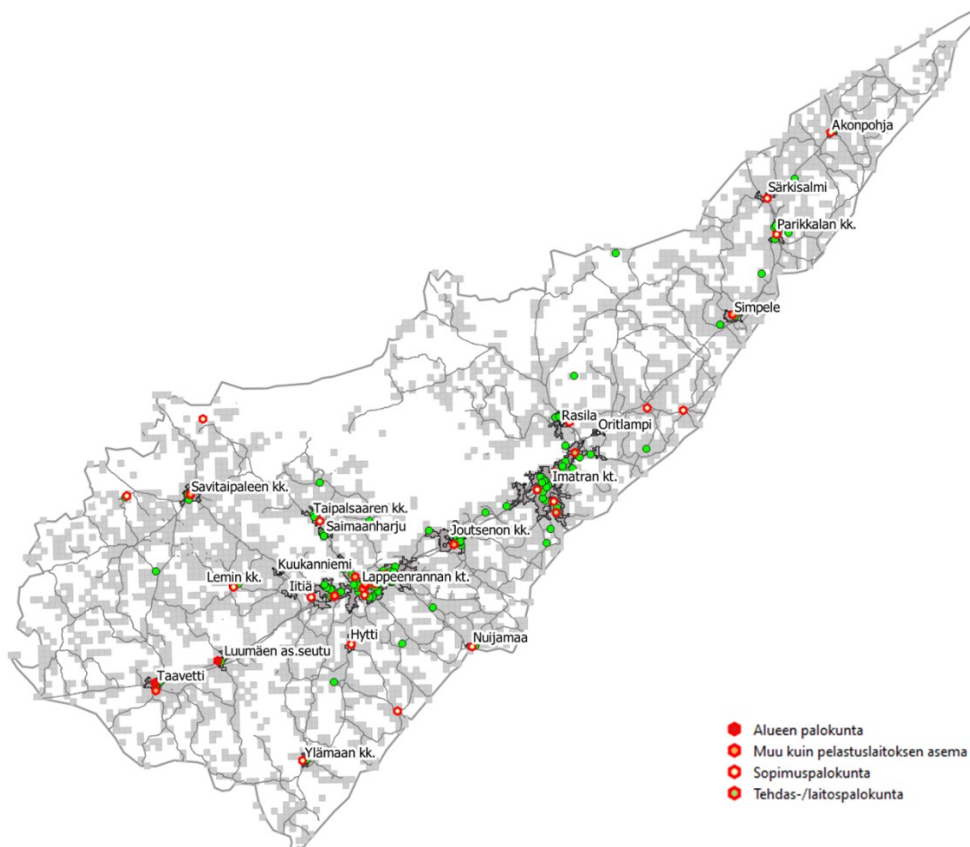 Akonpohja
Särkisalmi
Parikkalan kk.
Simpele
Rasila
Oritlampi
Imatran kt.
Savitaipaleen kk.
Taipalsaaren kk.
Saimaanharju
Joutsenon kk.
Kuukanniemi
Lemin kk.
Lappeenrannan kt.
Iitiä
Hytti
Nuijamaa
Luumäen as.seutu
Taavetti
Ylämaan kk.
Alueen palokunta
Muu kuin pelastuslaitoksen asema
Sopimuspalokunta
Tehdas-/laitospalokunta